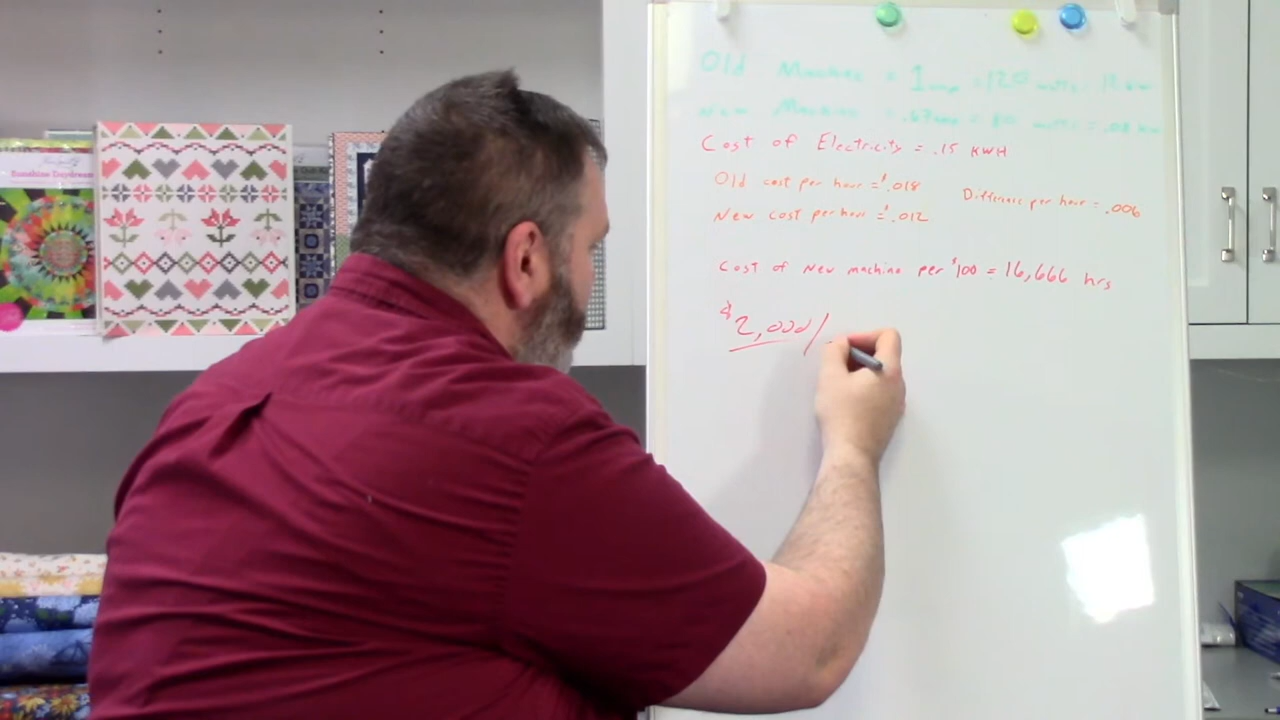 Old Machine = 1 amp = 120 watts .12 kw
New Machine = .67 amp = 80 watts = .08 kw
Cost of Electricity = .15 KWH
Old cost per hour = $.018
New cost per hour = $.012
Difference per hour = .006
Cost of New machine per $100 = 16,666 hrs
$2,000/
Sunshine Daydream